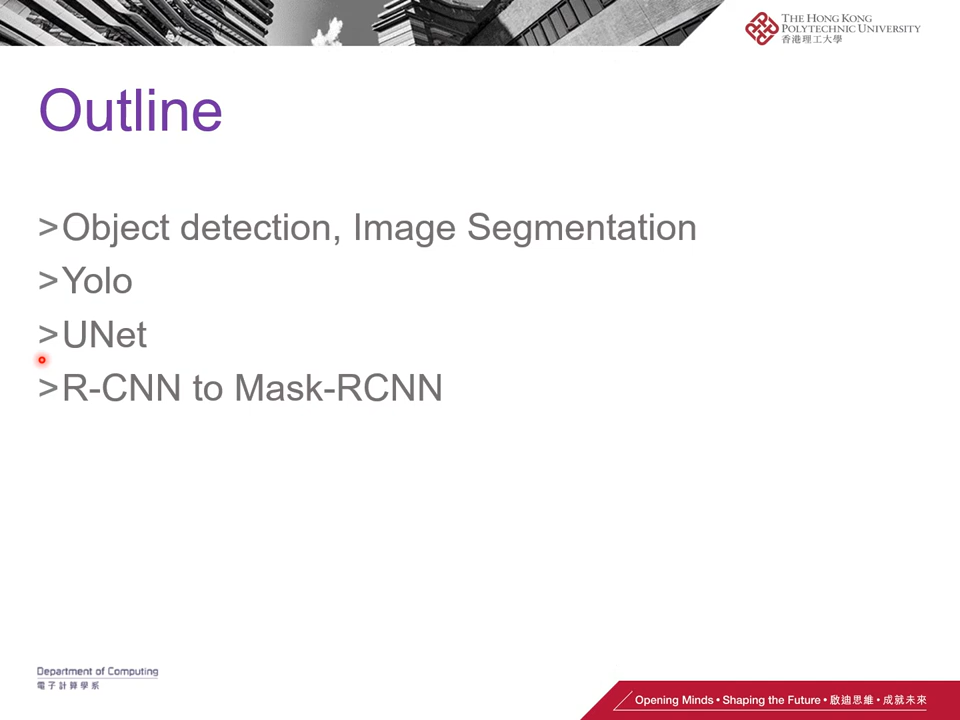 THE HONG KONG
POLYTECHNIC UNIVERSITY
香港理工大學
Outline
>Object detection, Image Segmentation
>Yolo
>UNet
>R-CNN to Mask-RCNN
Department of Computing
電子計算學系
Opening Minds • Shaping the Future • 啟迪思維 • 成就未來